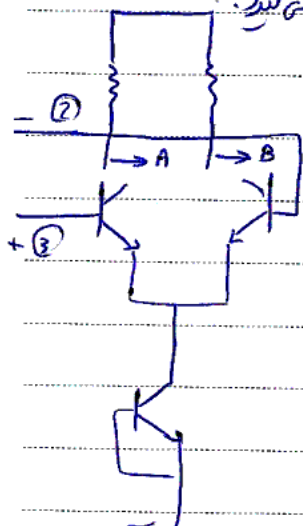 - ②
→ A → B
+ ③